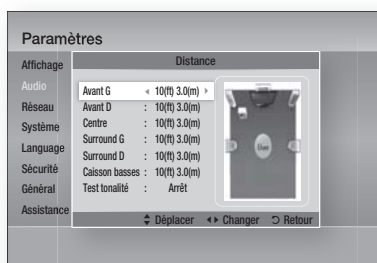 Paramètres
Affichage
Audio
Réseau
Système
Language
Sécurité
Général
Assistance
Distance
Avant G ◄ 10(ft) 3.0(m) ►
Avant D : 10(ft) 3.0(m)
Centre : 10(ft) 3.0(m)
Surround G : 10(ft) 3.0(m)
Surround D : 10(ft) 3.0(m)
Caisson basses : 10(ft) 3.0(m)
Test tonalité : Arrêt
Déplacer ◄► Changer Retour